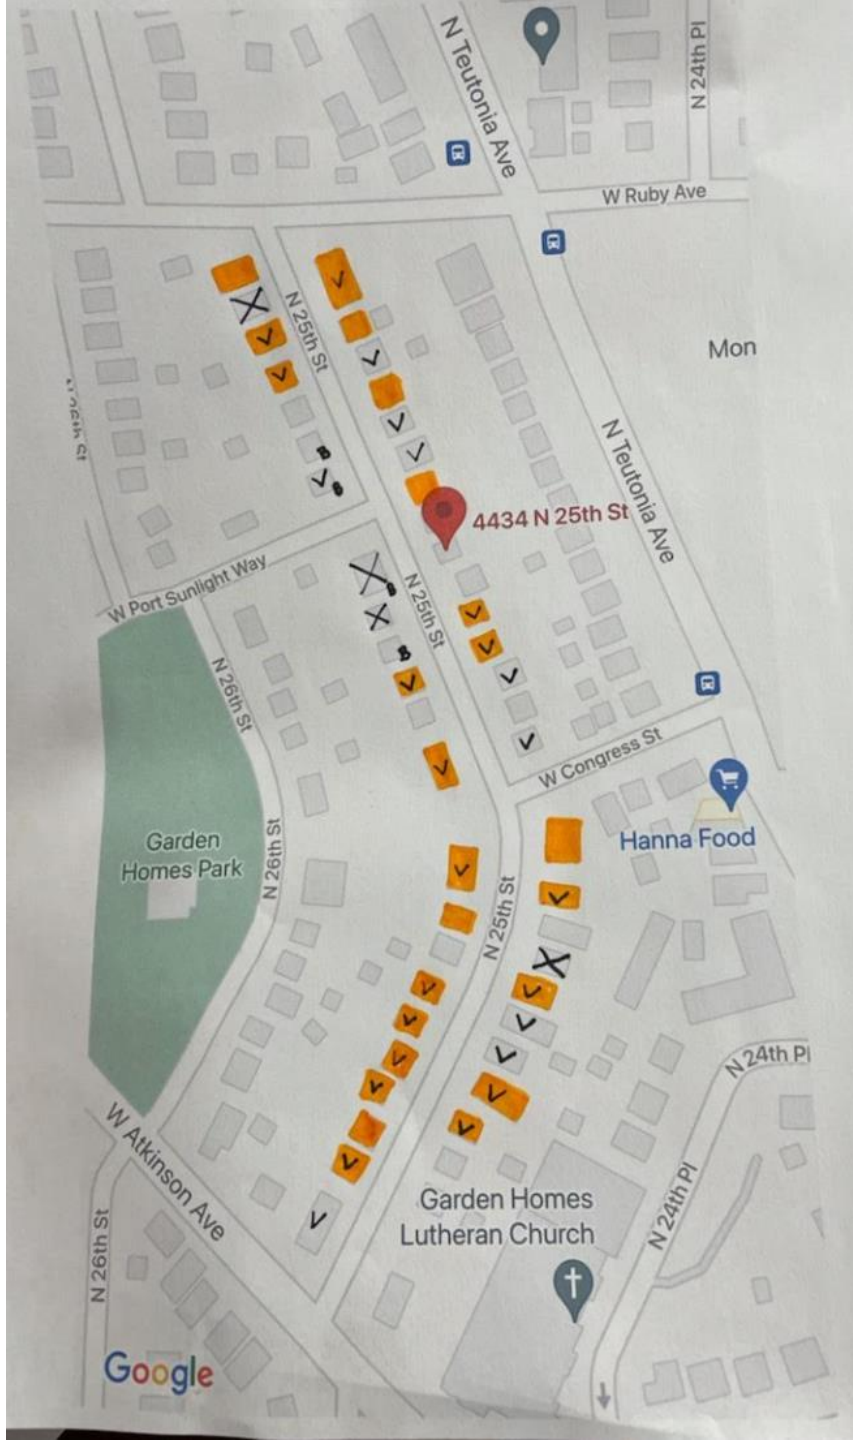 N Teutonia Ave
N 24th Pl
W Ruby Ave
N 25th St
Mon
N Teutonia Ave
4434 N 25th St
B
B
W Port Sunlight Way
N 25th St
B
B
N 26th St
W Congress St
Hanna Food
Garden
Homes Park
N 26th St
N 25th St
N 24th Pl
W Atkinson Ave
N 26th St
Garden Homes
Lutheran Church
N 24th Pl
Google